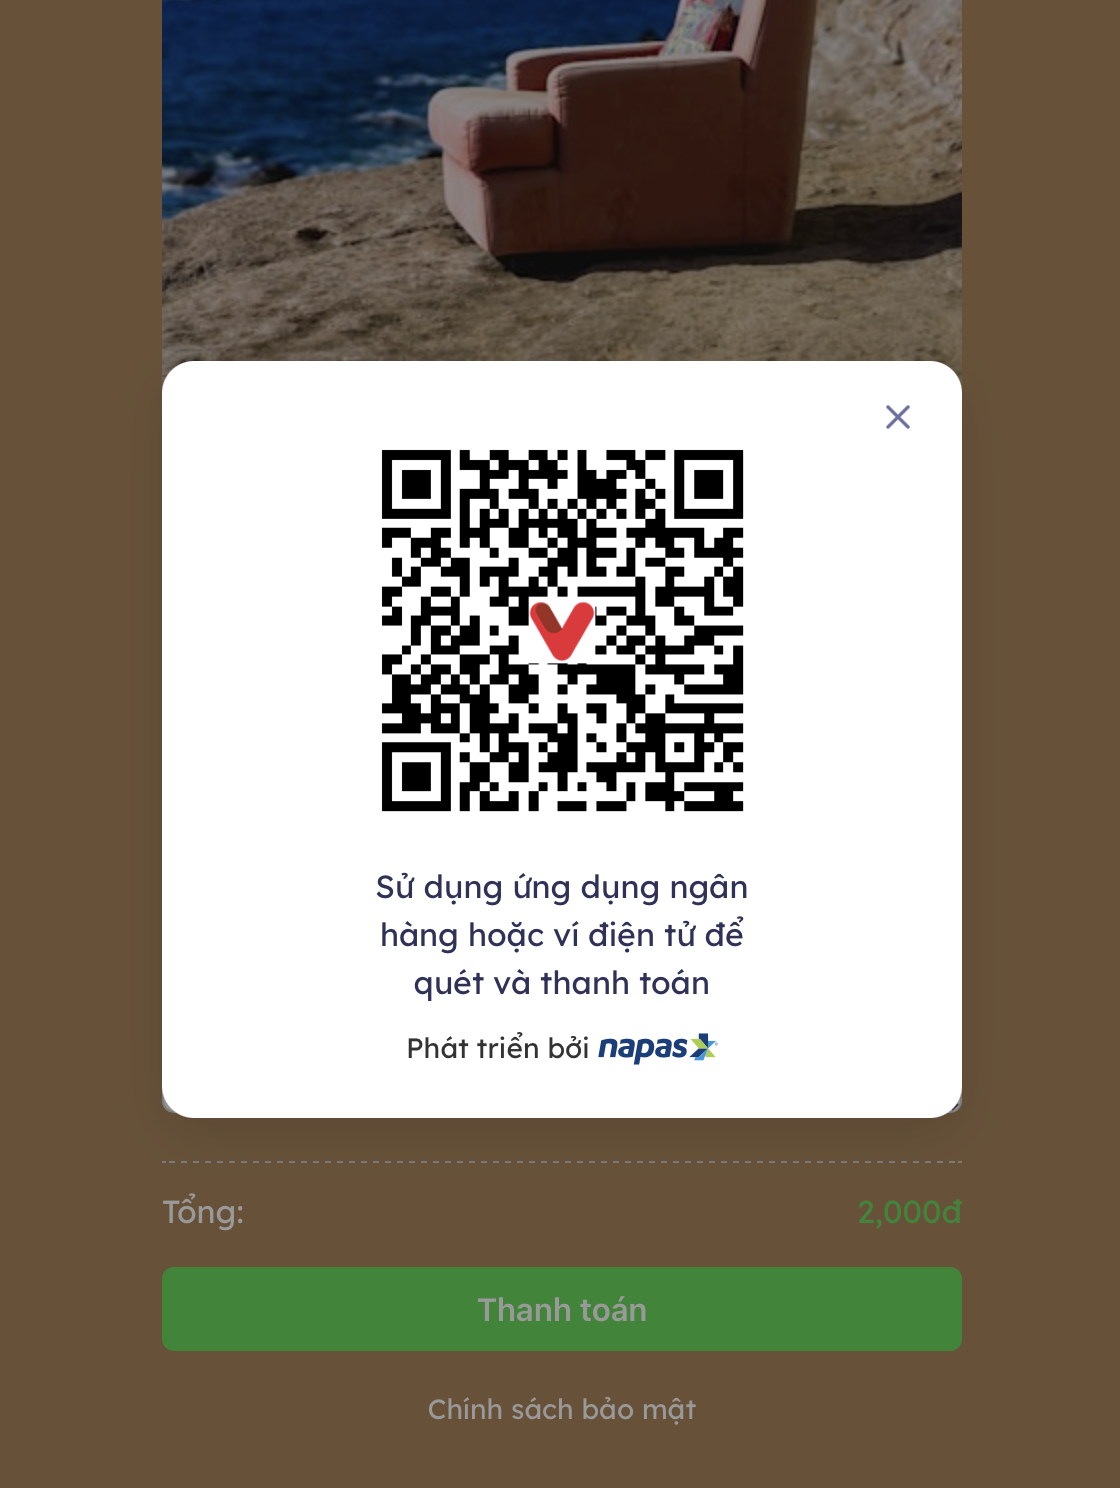 Sử dụng ứng dụng ngân
hàng hoặc ví điện tử để
quét và thanh toán
Phát triển bởi napas
Tổng: 2,000đ
Thanh toán
Chính sách bảo mật